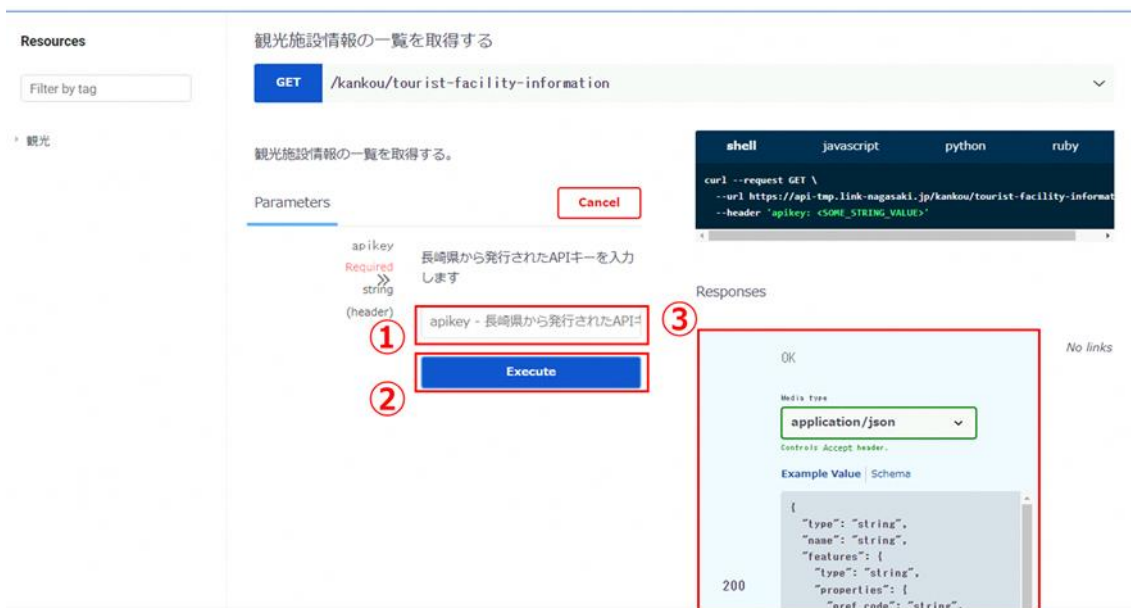 Resources
Filter by tag
観光
観光施設情報の一覧を取得する
GET /kankou/tourist-facility-information
観光施設情報の一覧を取得する。
Parameters
Cancel
apikey
Required
string
(header)
長崎県から発行されたAPIキーを入力
します
①
apikey - 長崎県から発行されたAPI
②
Execute
shell javascript python ruby
curl --request GET \
--url https://api-tmp.link-nagasaki.jp/kankou/tourist-facility-informat
--header 'apikey: <SOME_STRING_VALUE>'
Responses
③
OK
No links
Media type
application/json
Controls Accept header.
Example Value Schema
200
{
"type": "string",
"name": "string",
"features": {
"type": "string",
"properties": {
"pref_code": "string",